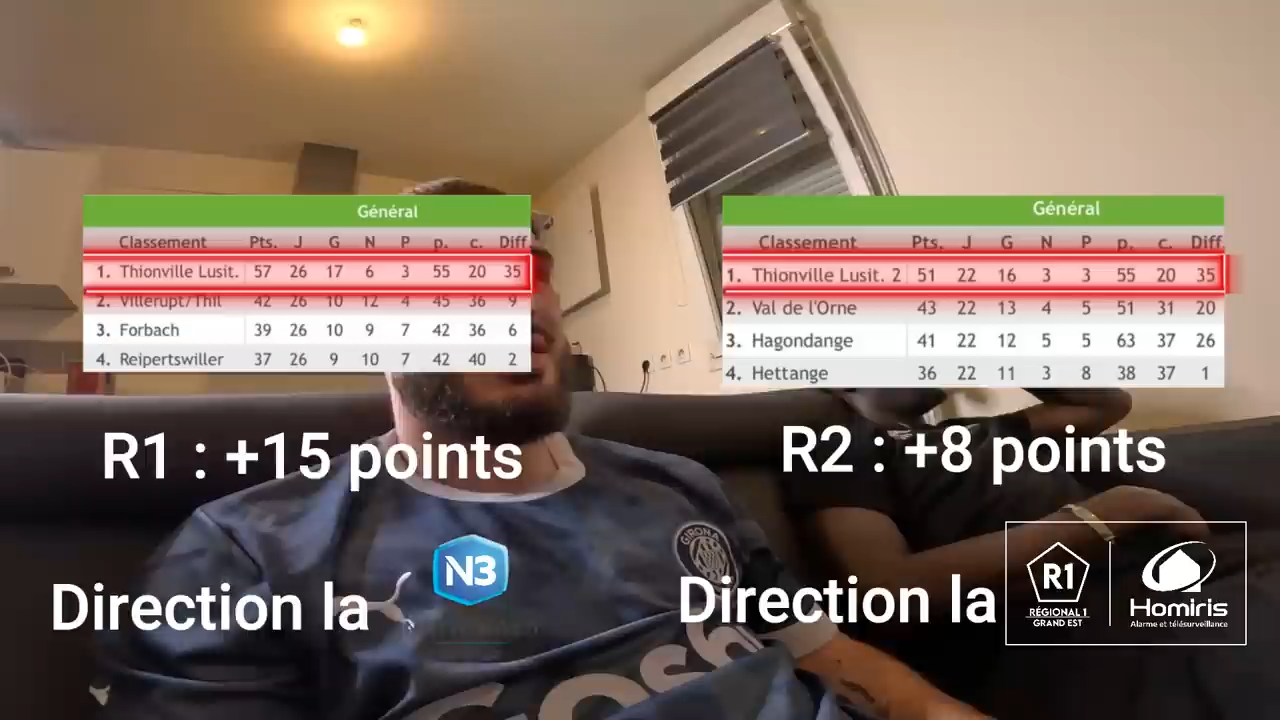 Général
Classement Pts. J G N P p. c. Diff
1. Thionville Lusit. 57 26 17 6 3 55 20 35
2. Villerupt/Thil 42 26 10 12 4 45 36 9
3. Forbach 39 26 10 9 7 42 36 6
4. Reipertswiller 37 26 9 10 7 42 40 2
R1 : +15 points
Direction la
N3
Général
Classement Pts. J G N P p. c. Diff
1. Thionville Lusit. 2 51 22 16 3 3 55 20 35
2. Val de l'Orne 43 22 13 4 5 51 31 20
3. Hagondange 41 22 12 5 5 63 37 26
4. Hettange 36 22 11 3 8 38 37 1
R2 : +8 points
Direction la
R1
RÉGIONAL 1
GRAND EST
Homiris
Alarme et télésurveillance
GIRONA